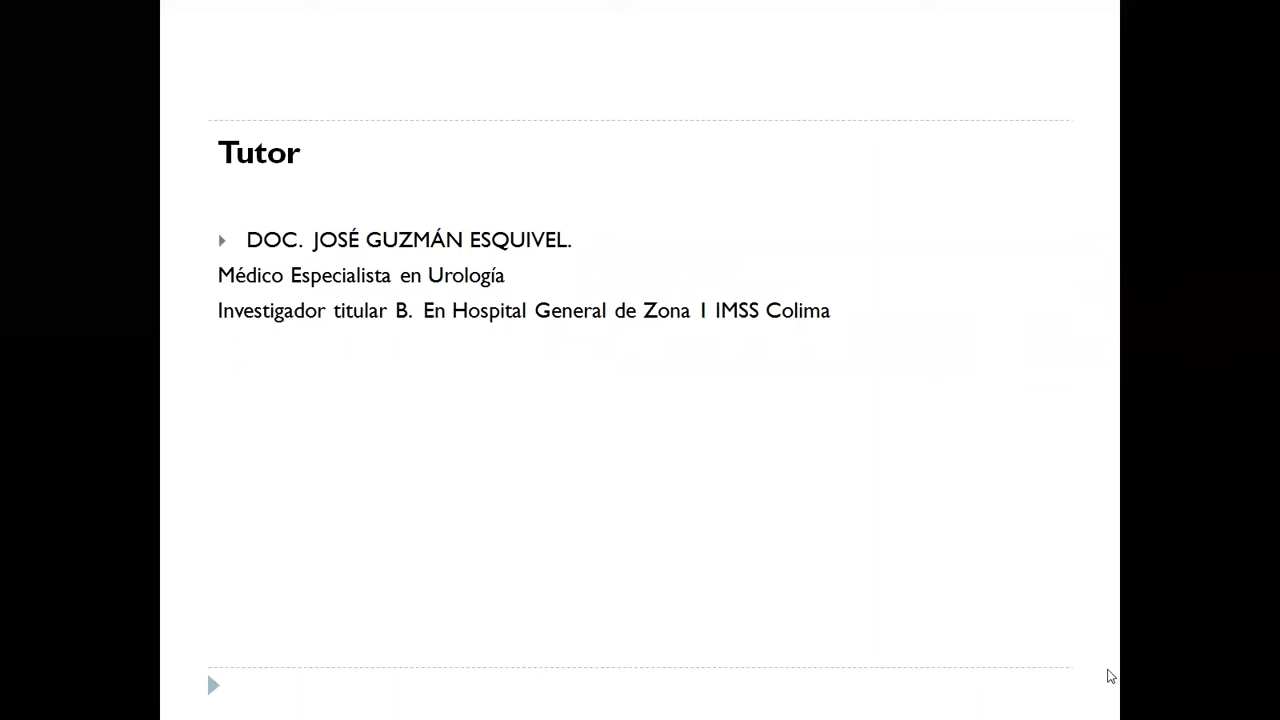 Tutor
DOC. JOSÉ GUZMÁN ESQUIVEL.
Médico Especialista en Urología
Investigador titular B. En Hospital General de Zona 1 IMSS Colima